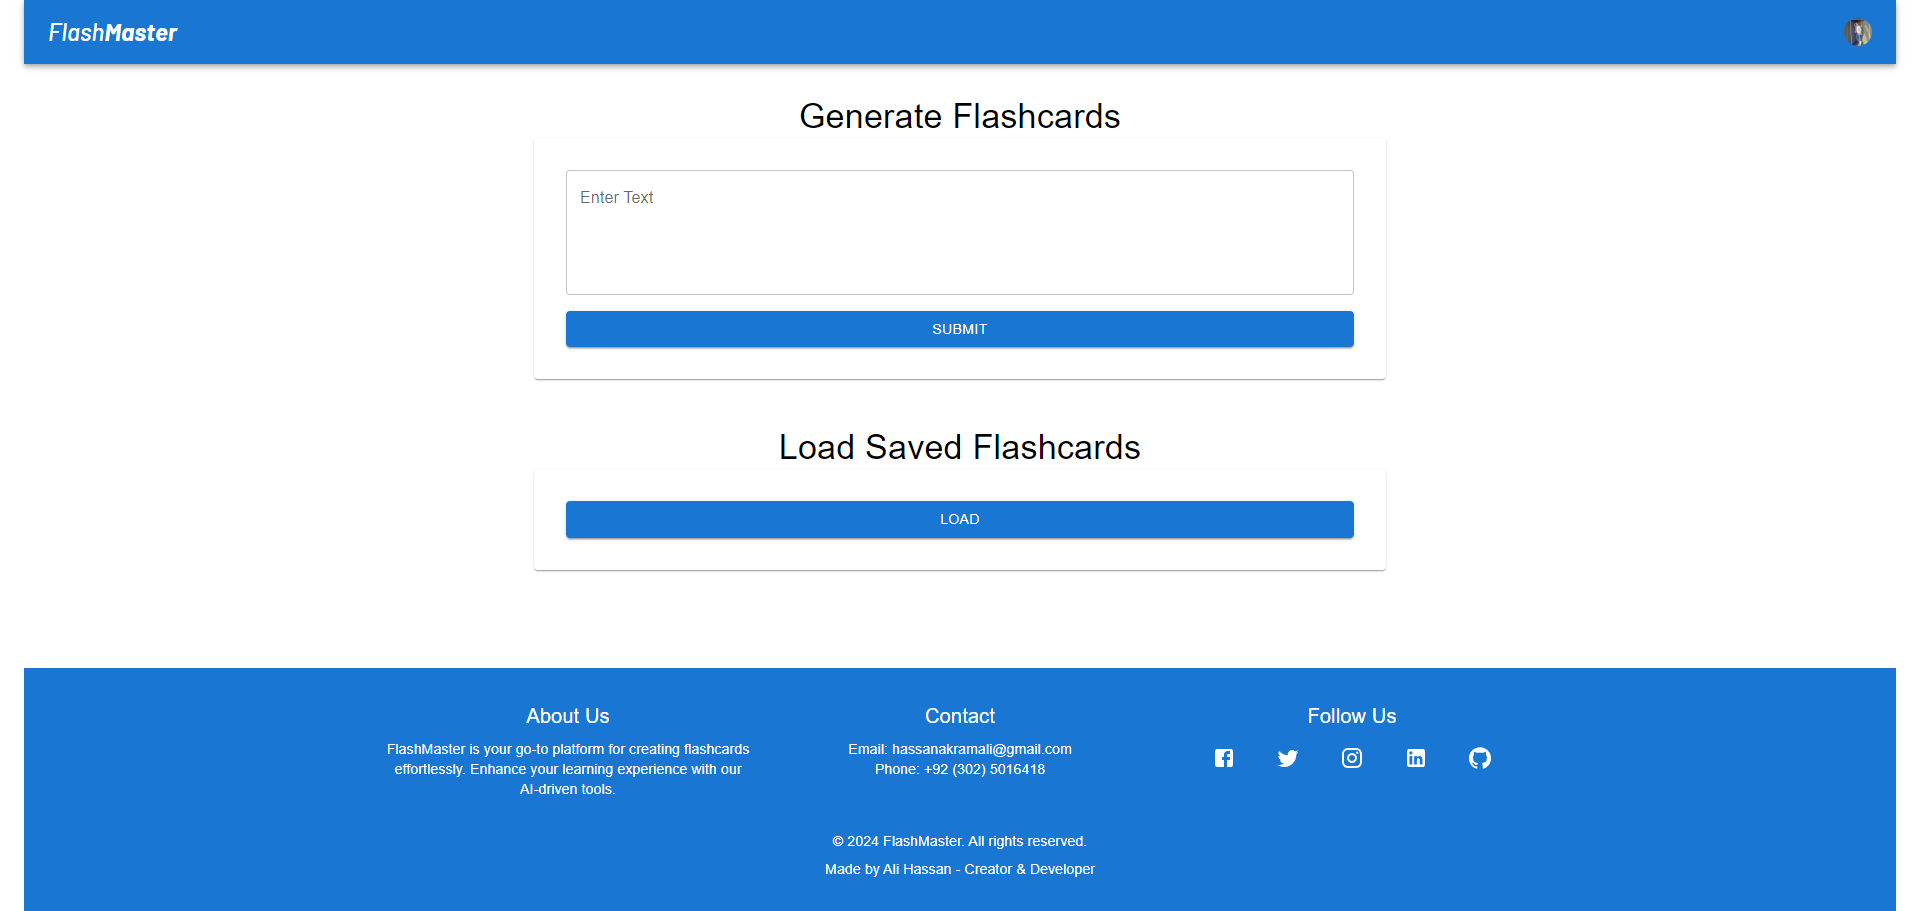 FlashMaster
Generate Flashcards
Enter Text
SUBMIT
Load Saved Flashcards
LOAD
About Us
FlashMaster is your go-to platform for creating flashcards
effortlessly. Enhance your learning experience with our
AI-driven tools.
Contact
Email: hassanakramali@gmail.com
Phone: +92 (302) 5016418
Follow Us
© 2024 FlashMaster. All rights reserved.
Made by Ali Hassan - Creator & Developer